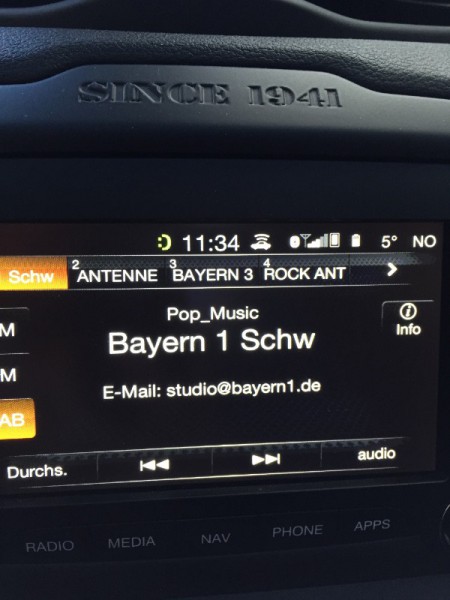 SINCE 1941
11:34 5° NO
Schw 2 ANTENNE 3 BAYERN 3 4 ROCK ANT
Pop_Music
Info
M
Bayern 1 Schw
M
E-Mail: studio@bayern1.de
AB
Durchs. audio
RADIO MEDIA NAV PHONE APPS